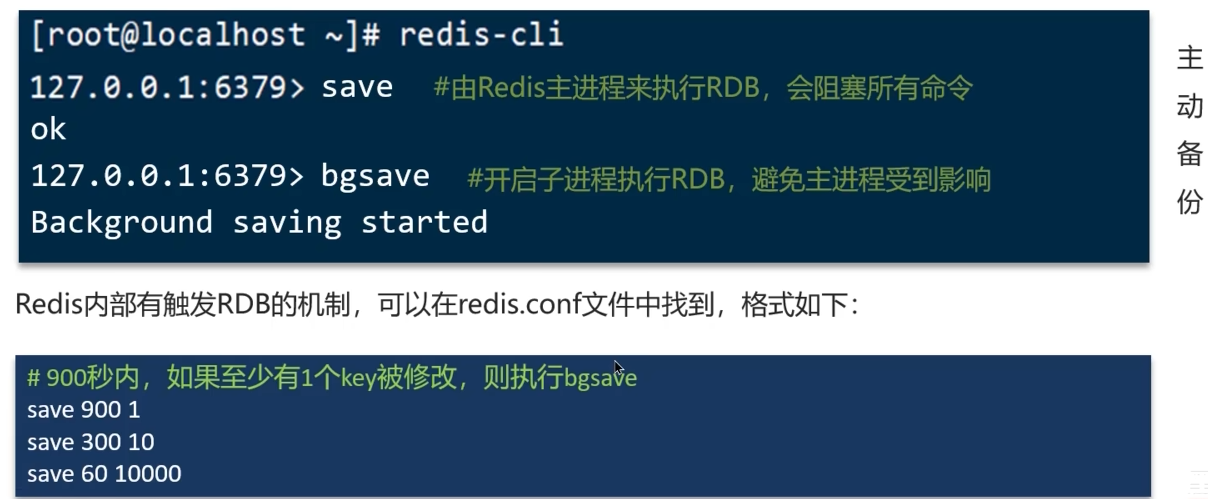 [root@localhost ~]# redis-cli
127.0.0.1:6379> save #由Redis主进程来执行RDB，会阻塞所有命令
ok
127.0.0.1:6379> bgsave #开启子进程执行RDB，避免主进程受到影响
Background saving started
主动备份
Redis内部有触发RDB的机制，可以在redis.conf文件中找到，格式如下：
# 900秒内，如果至少有1个key被修改，则执行bgsave
save 900 1
save 300 10
save 60 10000